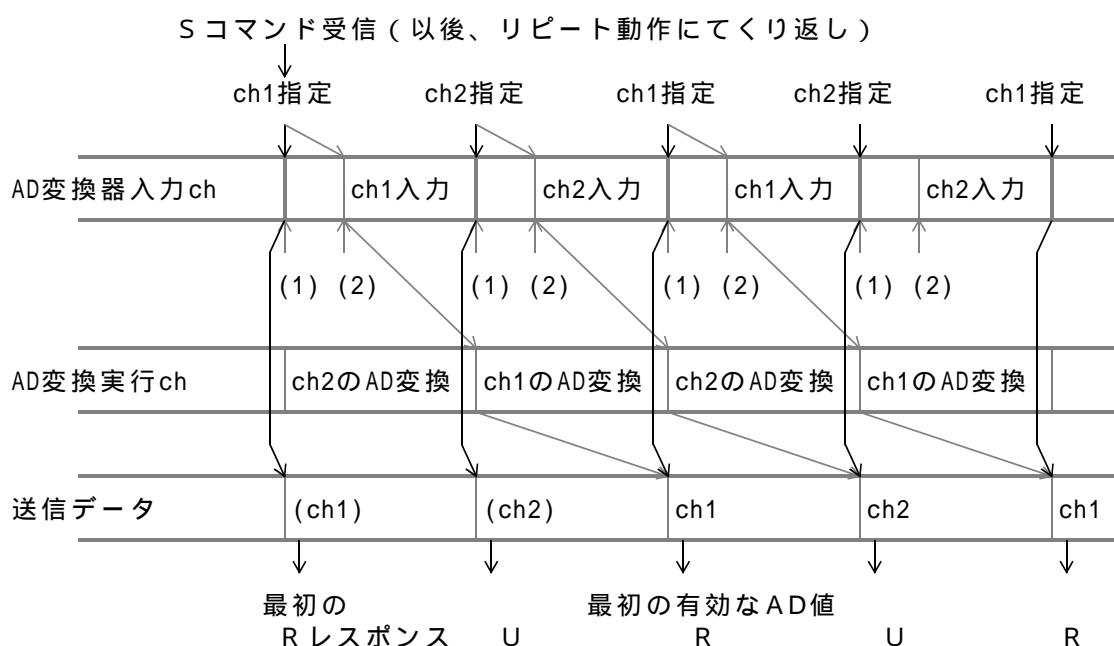 Sコマンド受信(以後、リピート動作にてくり返し)
ch1指定 ch2指定 ch1指定 ch2指定 ch1指定
AD変換器入力ch ch1入力 ch2入力 ch1入力 ch2入力
(1) (2) (1) (2) (1) (2) (1) (2)
AD変換実行ch ch2のAD変換 ch1のAD変換 ch2のAD変換 ch1のAD変換
送信データ (ch1) (ch2) ch1 ch2 ch1
最初の 最初の有効なAD値
Rレスポンス U R U R